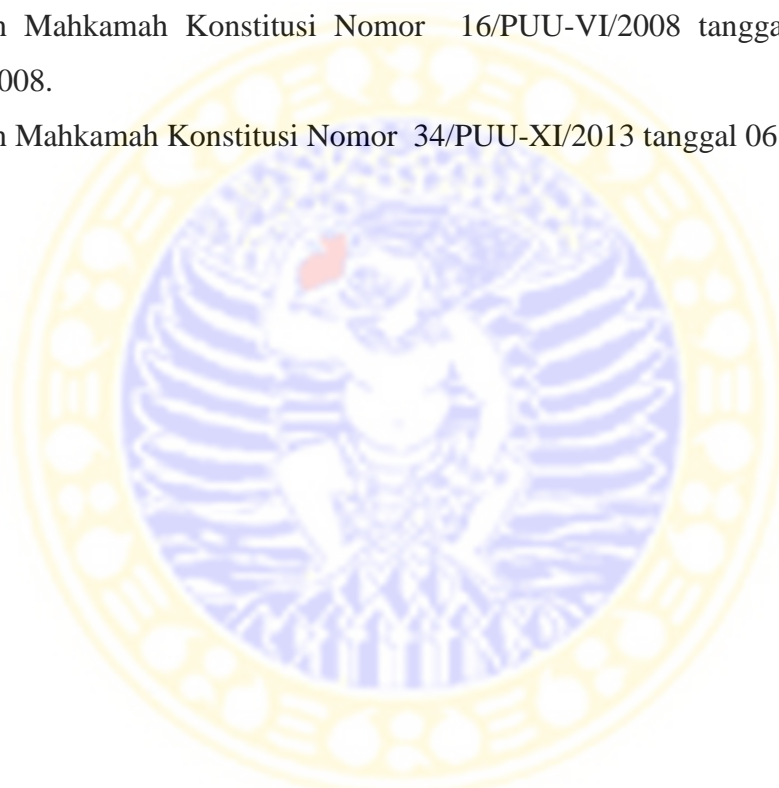 n Mahkamah Konstitusi Nomor 16/PUU-VI/2008 tangga
008.
n Mahkamah Konstitusi Nomor 34/PUU-XI/2013 tanggal 06